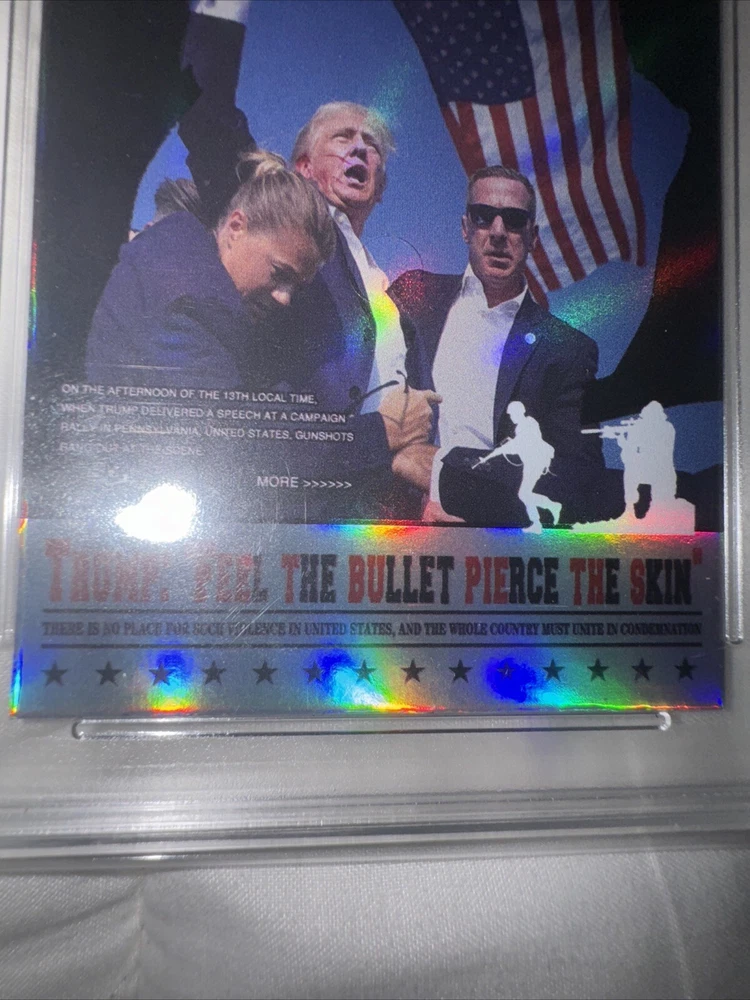 ON THE AFTERNOON OF THE 13TH LOCAL TIME,
WHEN TRUMP DELIVERED A SPEECH AT A CAMPAIGN
RALLY IN PENNSYLVANIA, UNITED STATES, GUNSHOTS
RANG OUT AT THE SCENE
MORE >>>>>>
TRUMP: "FEEL THE BULLET PIERCE THE SKIN"
THERE IS NO PLACE FOR SUCH VIOLENCE IN UNITED STATES, AND THE WHOLE COUNTRY MUST UNITE IN CONDEMNATION